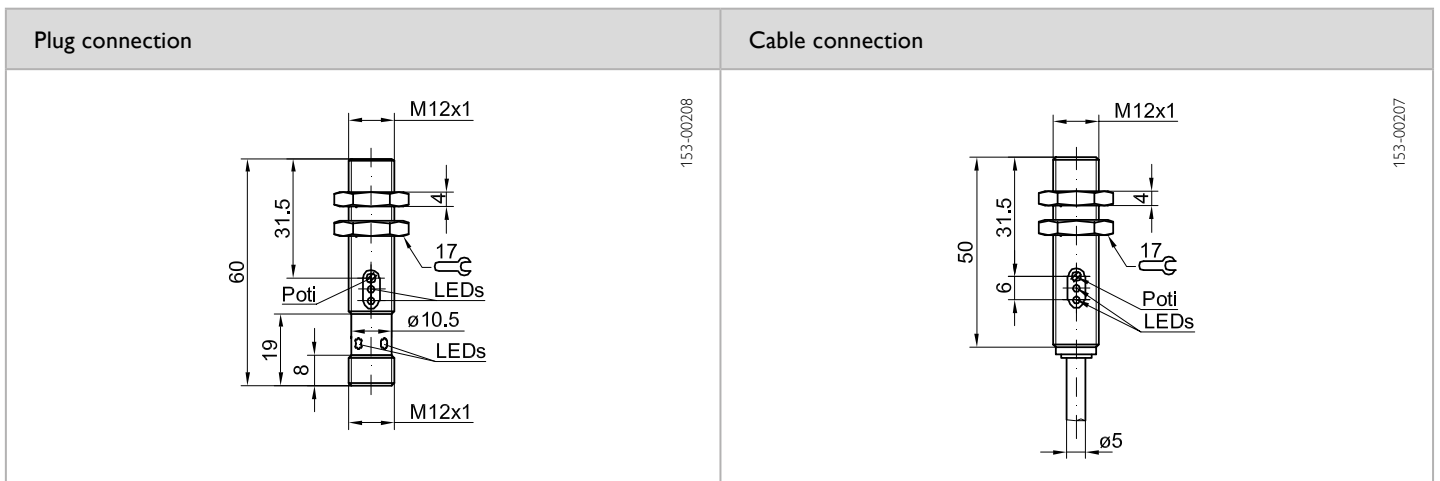 Plug connection
Cable connection
M12x1
153-00208
31.5
4
60
17
Poti
LEDs
ø10.5
19
LEDs
8
M12x1
M12x1
153-00207
31.5
4
50
17
6
Poti
LEDs
ø5